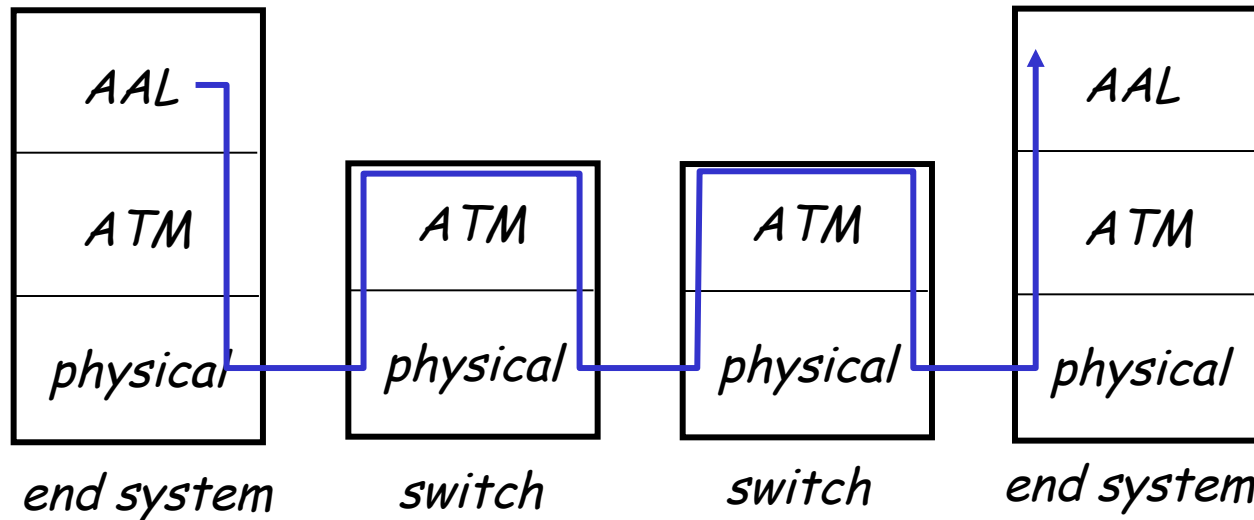 AAL
ATM
physical
end system
ATM
physical
switch
ATM
physical
switch
AAL
ATM
physical
end system